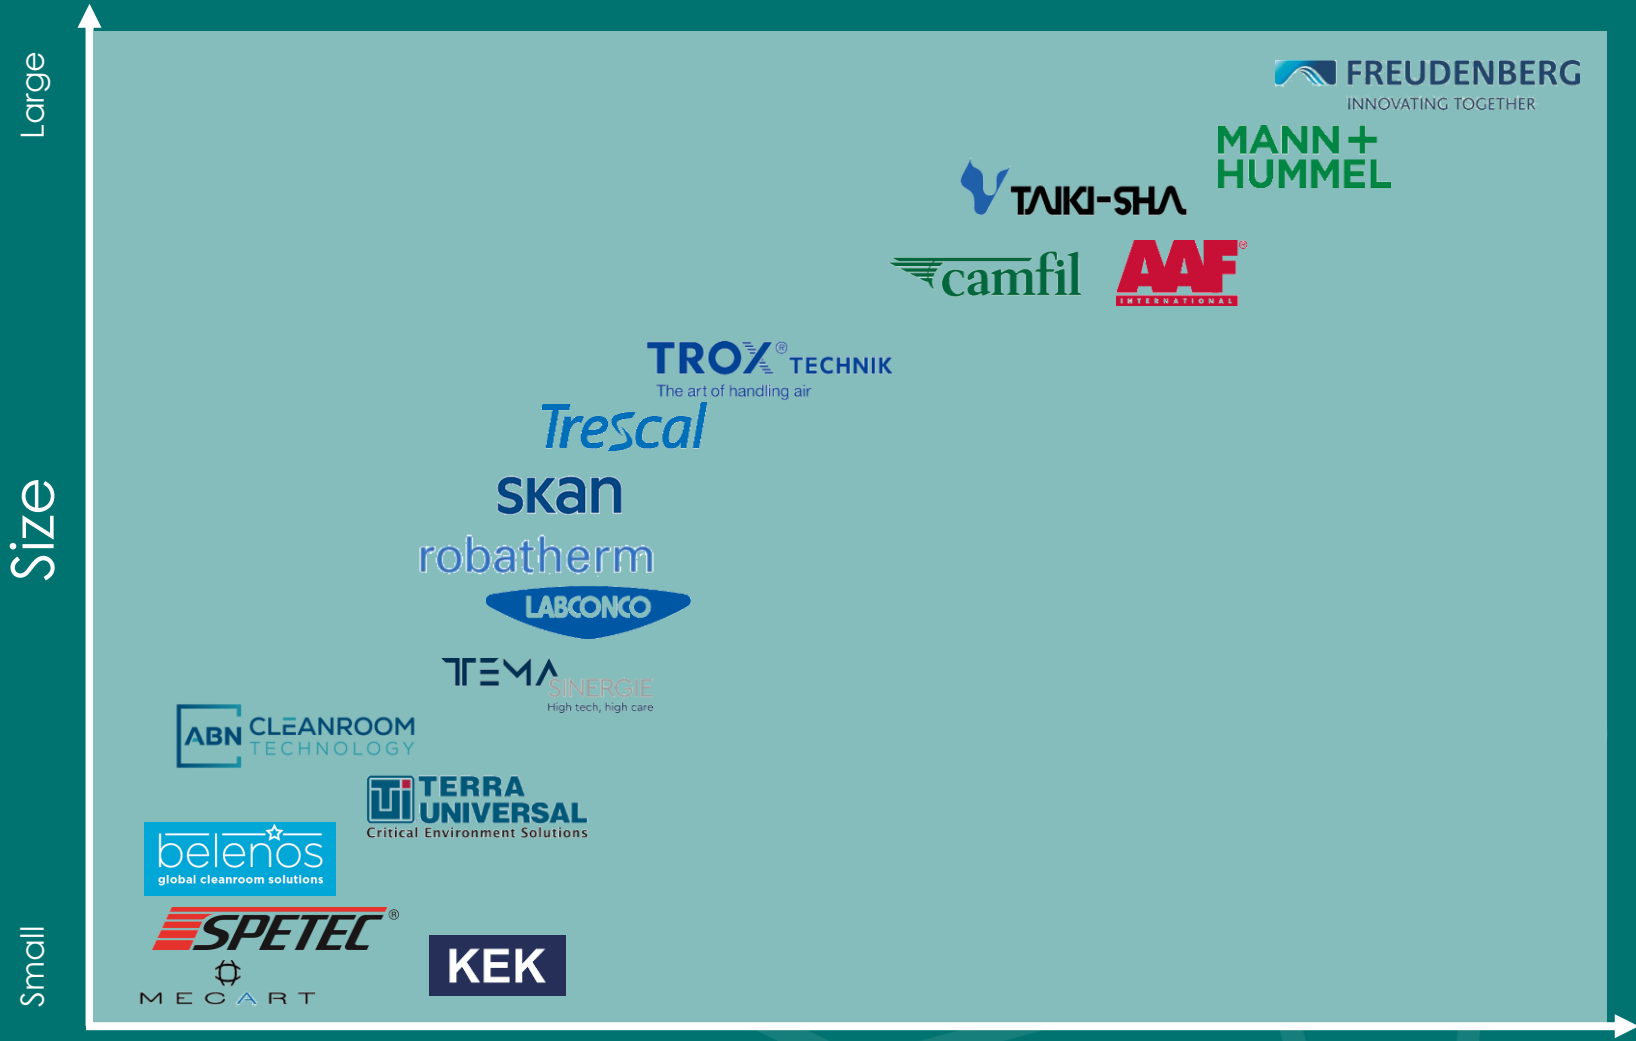 Large
FREUDENBERG
INNOVATING TOGETHER
MANN+
HUMMEL
TAIKI-SHA
camfil
AAF®
INTERNATIONAL
TROX® TECHNIK
The art of handling air
Trescal
Size
skan
robatherm
LABCONCO
TEMA
SINERGIE
High tech, high care
ABN CLEANROOM
TECHNOLOGY
TERRA
UNIVERSAL
Critical Environment Solutions
belenos
global cleanroom solutions
SPETEC®
Small
KEK
MECART